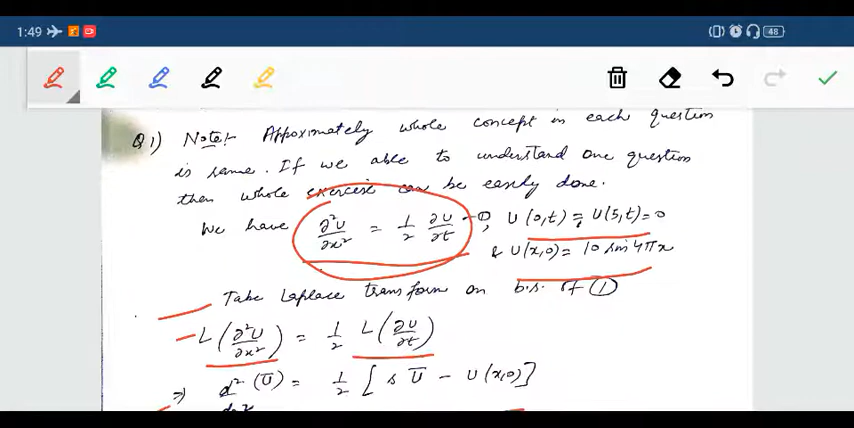 1:49
48
Q1) Note:- Appoximately whole concept in each question
is same. If we able to understand one question
then whole exercise can be easily done.
We have ∂²U/∂x² = 1/2 ∂U/∂t -①; U(0,t) = U(5,t)=0
& U(x,0)= 10 sin 4πx
Take Laplace transform on b.s. of ①
L(∂²U/∂x²) = 1/2 L(∂U/∂t)
⇒ d²(Ū)/dx² = 1/2 [sŪ - U(x,0)]